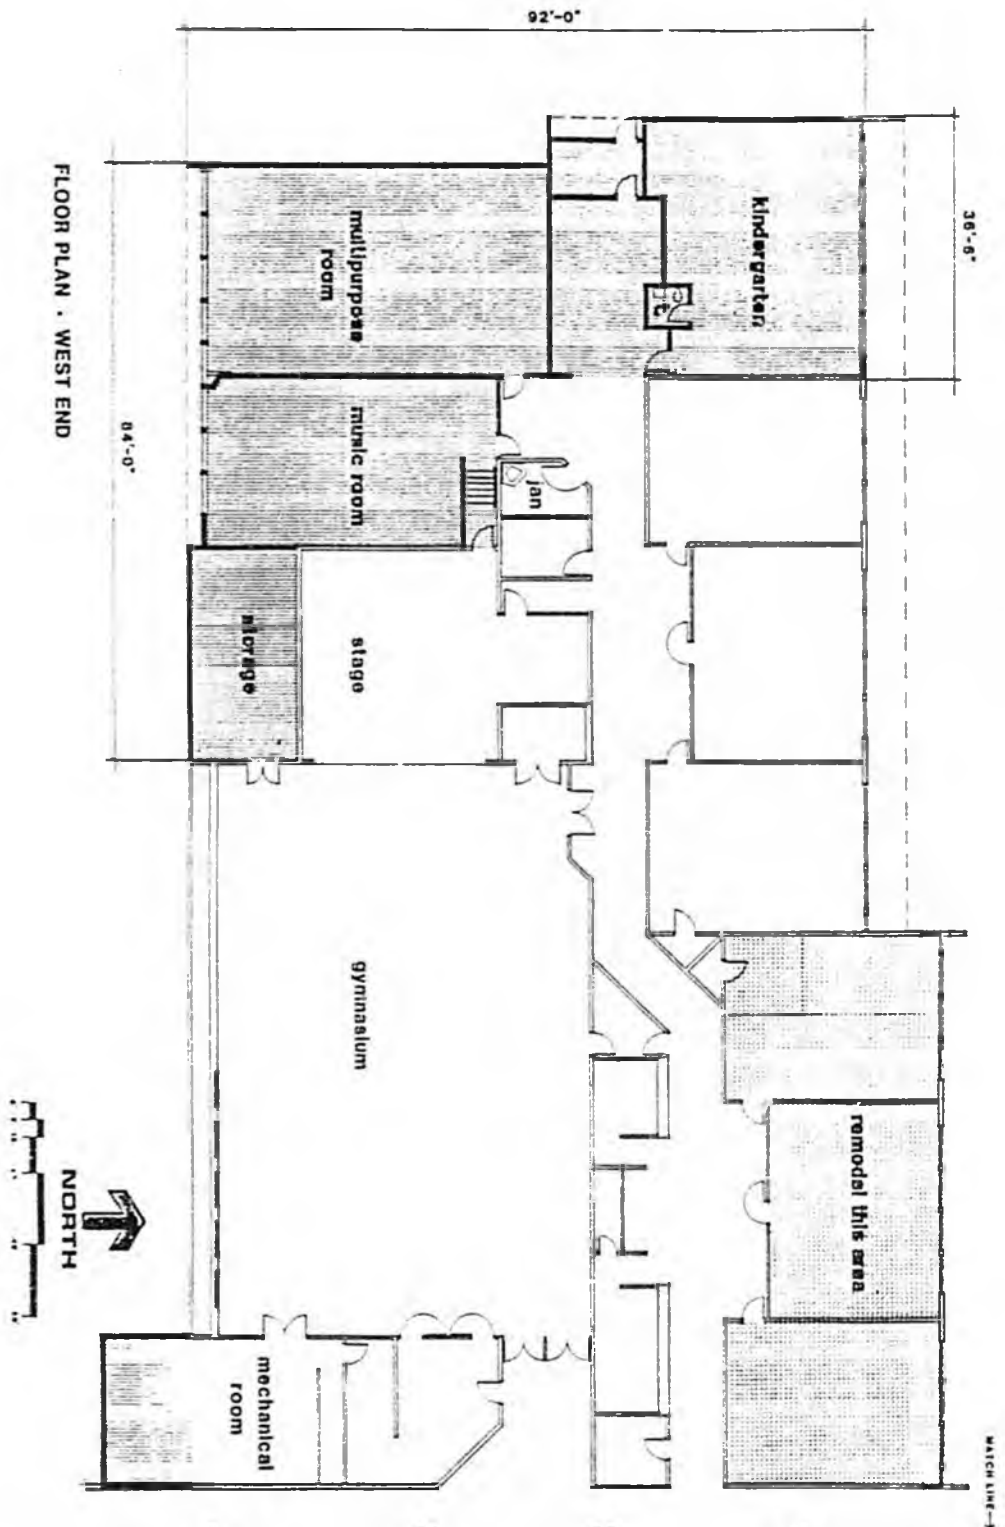 92'-0"
36'-6"
kindergarten
multipurpose
room
FLOOR PLAN · WEST END
84'-0"
music room
jan
storage
stage
gymnasium
remodel this area
NORTH
mechanical
room
MATCH LINE